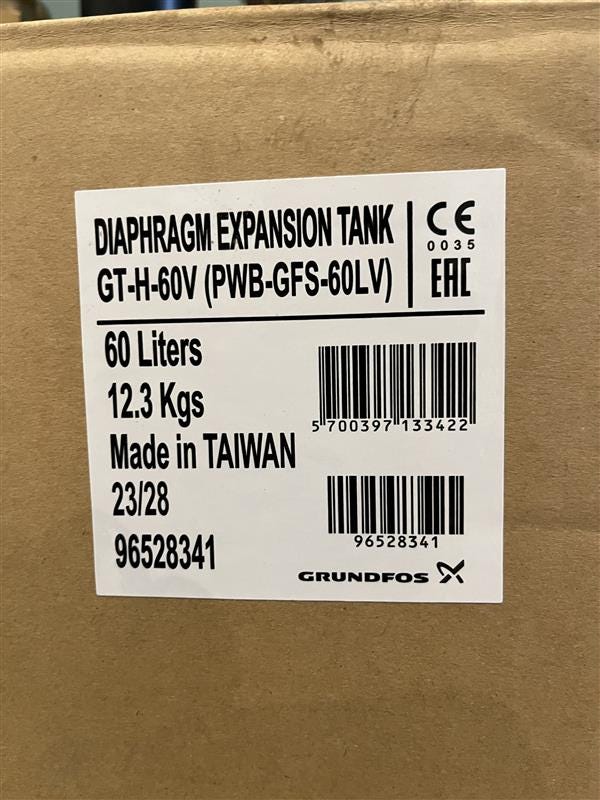 DIAPHRAGM EXPANSION TANK
GT-H-60V (PWB-GFS-60LV)
CE
0035
EAC
60 Liters
12.3 Kgs
Made in TAIWAN
23/28
96528341
5 700397 133422
96528341
GRUNDFOS